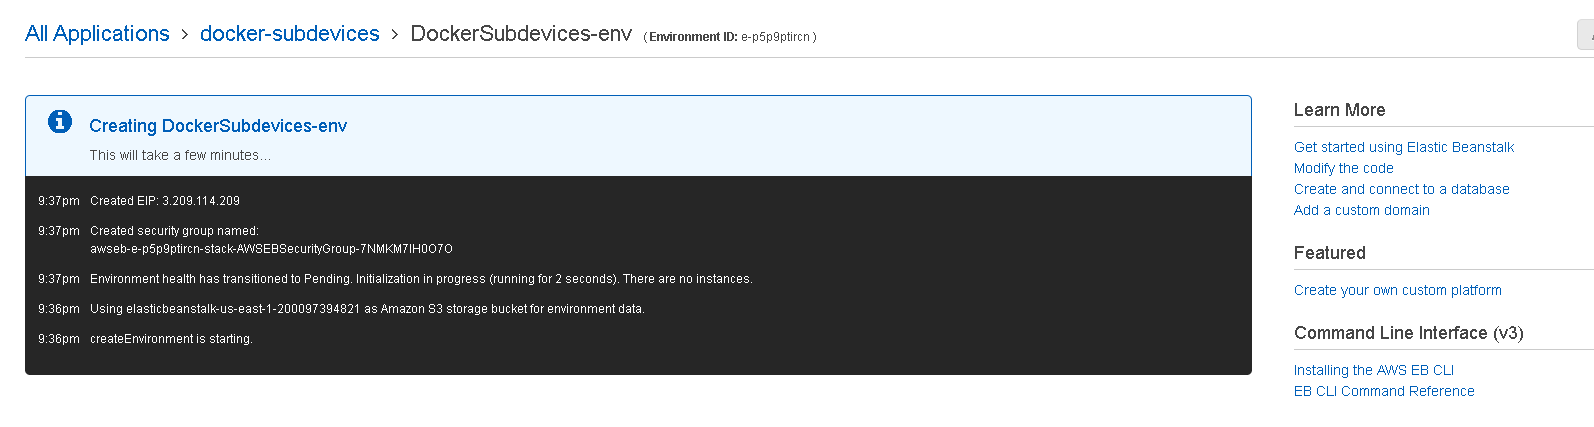 All Applications > docker-subdevices > DockerSubdevices-env ( Environment ID: e-p5p9ptircn )
Creating DockerSubdevices-env
This will take a few minutes...
9:37pm Created EIP: 3.209.114.209
9:37pm Created security group named:
awseb-e-p5p9ptircn-stack-AWSEBSecurityGroup-7NMKM7IH0O7O
9:37pm Environment health has transitioned to Pending. Initialization in progress (running for 2 seconds). There are no instances.
9:36pm Using elasticbeanstalk-us-east-1-200097394821 as Amazon S3 storage bucket for environment data.
9:36pm createEnvironment is starting.
Learn More
Get started using Elastic Beanstalk
Modify the code
Create and connect to a database
Add a custom domain
Featured
Create your own custom platform
Command Line Interface (v3)
Installing the AWS EB CLI
EB CLI Command Reference